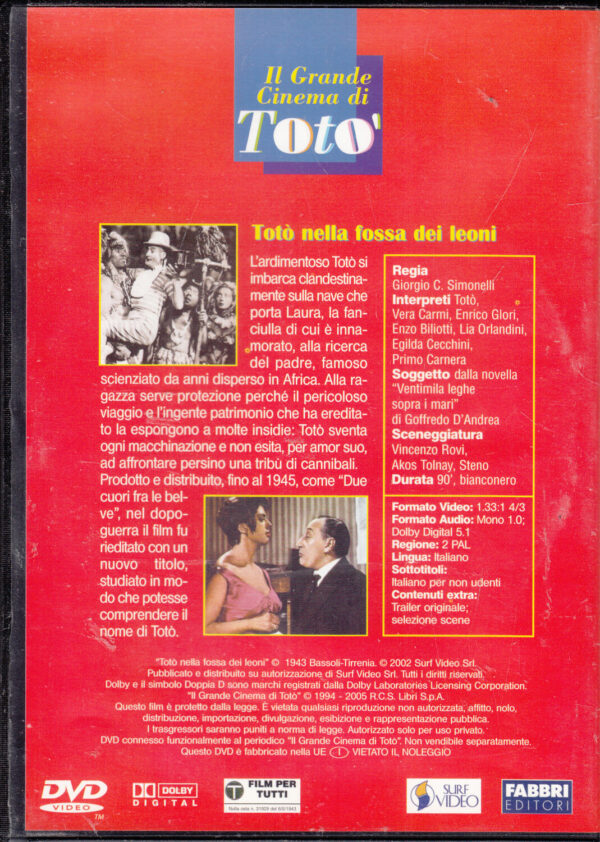 Il Grande
Cinema di
Totò
Totò nella fossa dei leoni
L'ardimentoso Totò si
imbarca clandestina-
mente sulla nave che
porta Laura, la fan-
ciulla di cui è inna-
morato, alla ricerca
del padre, famoso
scienziato da anni disperso in Africa. Alla ra-
gazza serve protezione perché il pericoloso
viaggio e l'ingente patrimonio che ha eredita-
to la espongono a molte insidie: Totò sventa
ogni macchinazione e non esita, per amor suo,
ad affrontare persino una tribù di cannibali.
Prodotto e distribuito, fino al 1945, come "Due
cuori fra le bel-
ve", nel dopo-
guerra il film fu
rieditato con un
nuovo titolo,
studiato in mo-
do che potesse
comprendere il
nome di Totò.
Regia
Giorgio C. Simonelli
Interpreti Totò,
Vera Carmi, Enrico Glori,
Enzo Biliotti, Lia Orlandini,
Egilda Cecchini,
Primo Carnera
Soggetto dalla novella
"Ventimila leghe
sopra i mari"
di Goffredo D'Andrea
Sceneggiatura
Vincenzo Rovi,
Akos Tolnay, Steno
Durata 90', bianconero
Formato Video: 1.33:1 4/3
Formato Audio: Mono 1.0;
Dolby Digital 5.1
Regione: 2 PAL
Lingua: Italiano
Sottotitoli:
Italiano per non udenti
Contenuti extra:
Trailer originale;
selezione scene
"Totò nella fossa dei leoni" © 1943 Bassoli-Tirrenia. © 2002 Surf Video Srl.
Pubblicato e distribuito su autorizzazione di Surf Video Srl. Tutti i diritti riservati.
Dolby e il simbolo Doppia D sono marchi registrati dalla Dolby Laboratories Licensing Corporation.
"Il Grande Cinema di Totò" © 1994 - 2005 R.C.S. Libri S.p.A.
Questo film è protetto dalla legge. È vietata qualsiasi riproduzione non autorizzata, affitto, nolo,
distribuzione, importazione, divulgazione, esibizione e rappresentazione pubblica.
I trasgressori saranno puniti a norma di legge. Autorizzato solo per uso privato.
DVD connesso funzionalmente al periodico "Il Grande Cinema di Totò". Non vendibile separatamente.
Questo DVD è fabbricato nella UE I VIETATO IL NOLEGGIO
DVD
VIDEO
TM
DOLBY
DIGITAL
T
FILM PER
TUTTI
Nulla osta n. 31929 del 6/5/1943
SURF
VIDEO
FABBRI
EDITORI